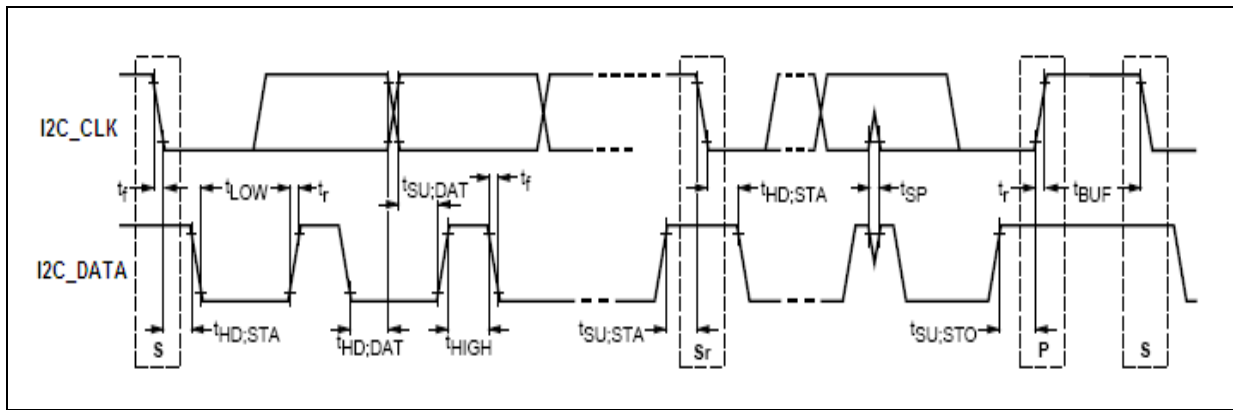 I2C_CLK
tf
tLOW
tr
tSU;DAT
tf
tHD;STA
tSP
tr
tBUF
I2C_DATA
tHD;STA
tHD;DAT
tHIGH
tSU;STA
tSU;STO
S
Sr
P
S